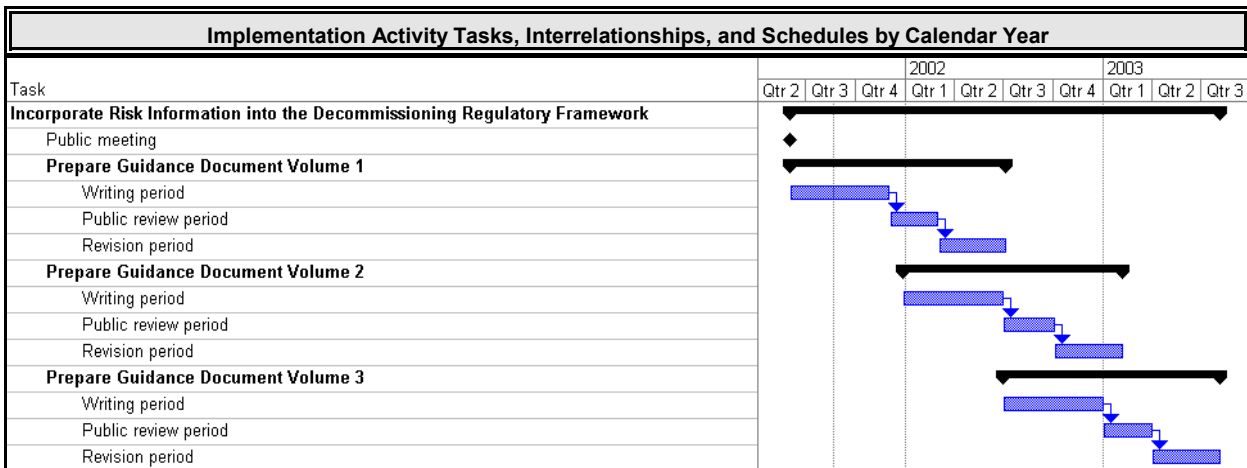 Implementation Activity Tasks, Interrelationships, and Schedules by Calendar Year
2002 2003
Task Qtr 2 Qtr 3 Qtr 4 Qtr 1 Qtr 2 Qtr 3 Qtr 4 Qtr 1 Qtr 2 Qtr 3
Incorporate Risk Information into the Decommissioning Regulatory Framework
Public meeting
Prepare Guidance Document Volume 1
Writing period
Public review period
Revision period
Prepare Guidance Document Volume 2
Writing period
Public review period
Revision period
Prepare Guidance Document Volume 3
Writing period
Public review period
Revision period